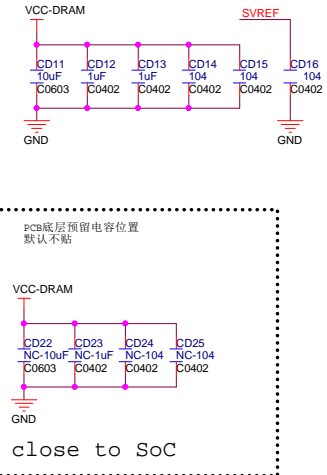 VCC-DRAM
SVREF
CD11 CD12 CD13 CD14 CD15 CD16
10uF 1uF 1uF 104 104 104
C0603 C0402 C0402 C0402 C0402 C0402
GND GND
PCB底层预留电容位置
默认不贴
VCC-DRAM
CD22 CD23 CD24 CD25
NC-10uF NC-1uF NC-104 NC-104
C0603 C0402 C0402 C0402
GND
close to SoC